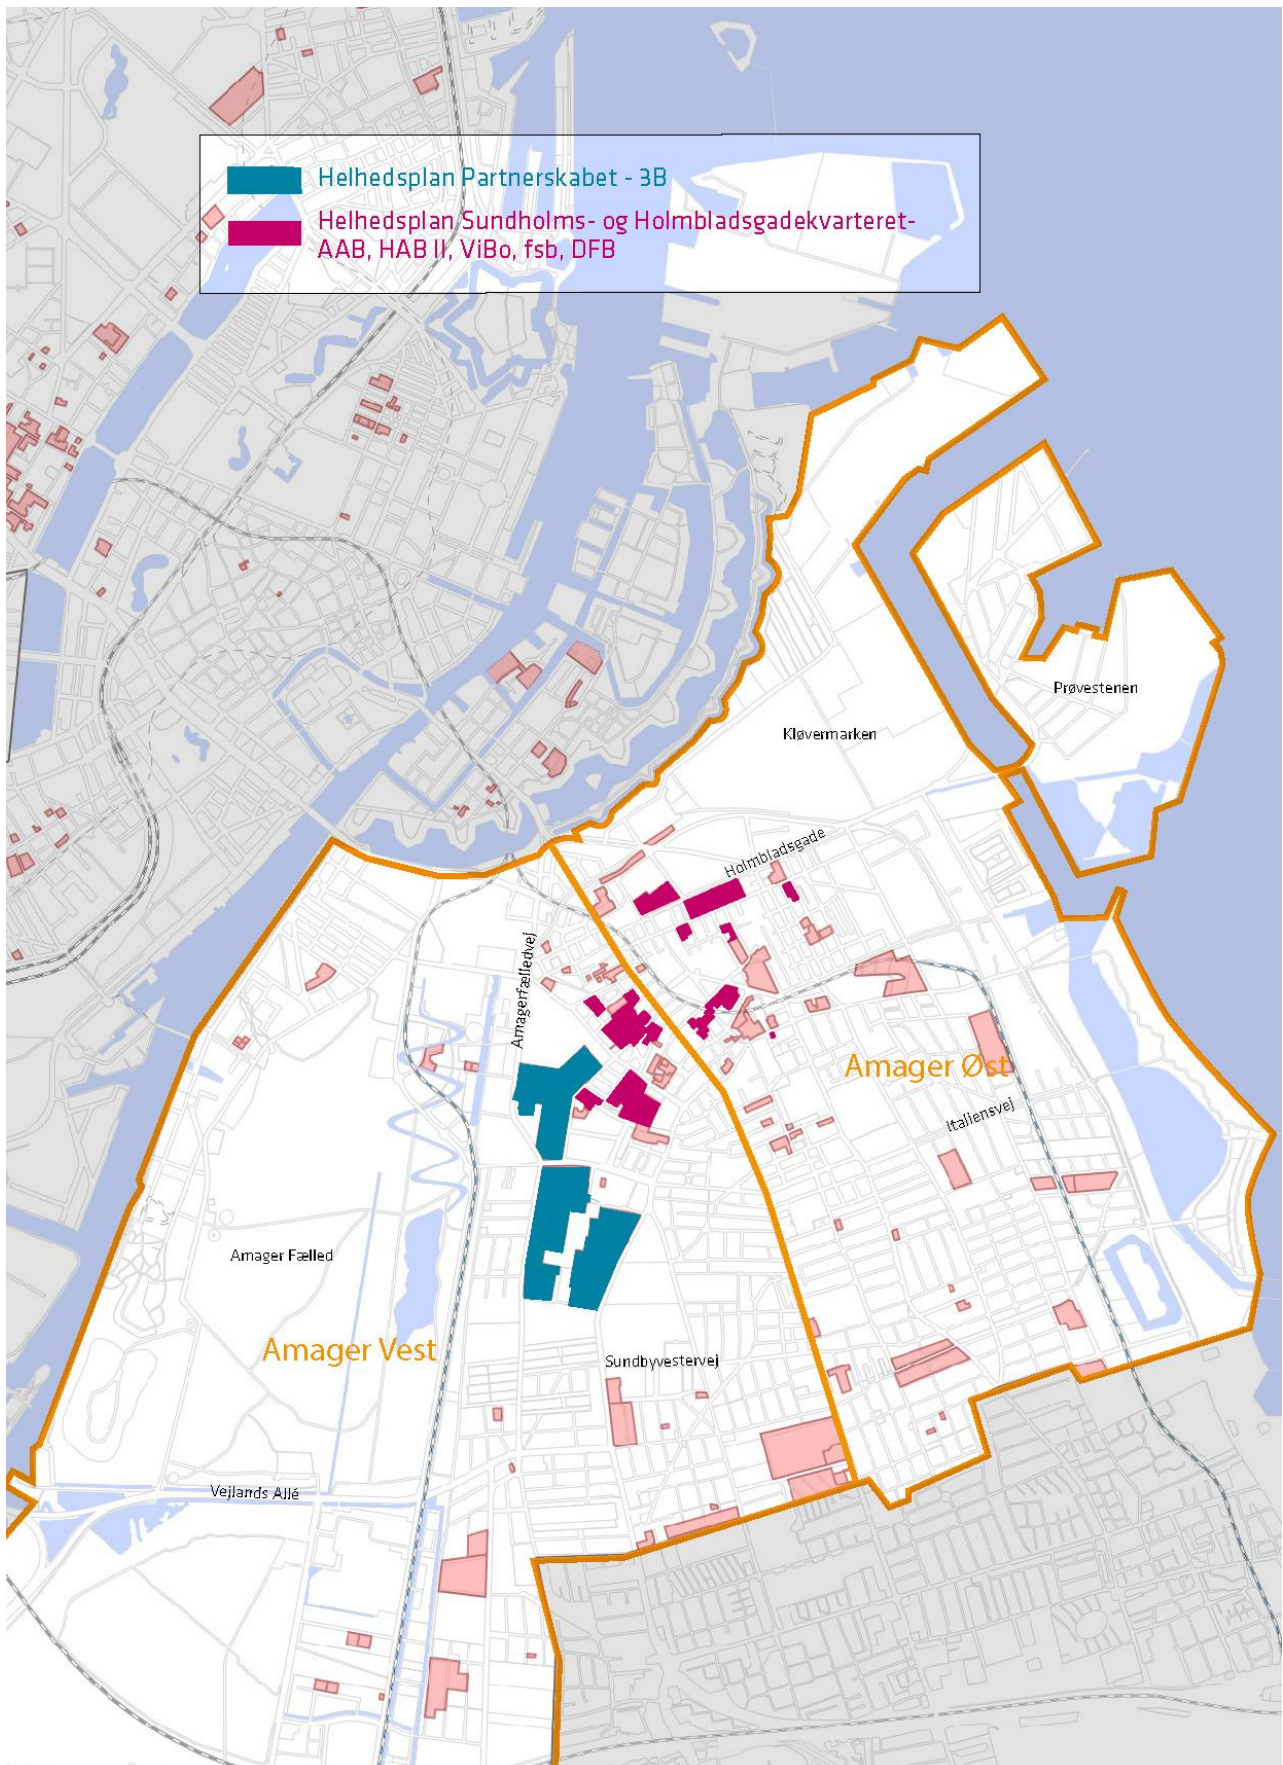 Helhedsplan Partnerskabet - 3B
Helhedsplan Sundholms- og Holmbladsgadekvarteret-
AAB, HAB II, ViBo, fsb, DFB
Prøvestenen
Kløvermarken
Holmbladsgade
Amagerfælledvej
Amager Øst
Italiensvej
Amager Fælled
Amager Vest
Sundbyvestervej
Vejlands Allé